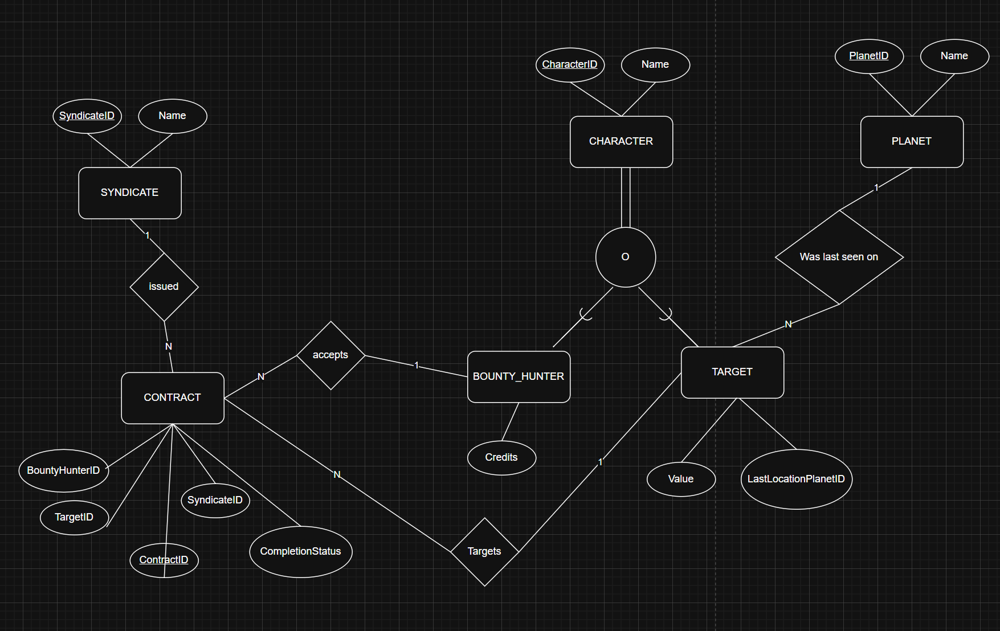 PlanetID
Name
CharacterID
Name
SyndicateID
Name
CHARACTER
PLANET
1
SYNDICATE
1
O
Was last seen on
issued
N
N
accepts
1
N
BOUNTY_HUNTER
TARGET
CONTRACT
Credits
1
BountyHunterID
N
Value
LastLocationPlanetID
SyndicateID
TargetID
CompletionStatus
Targets
ContractID